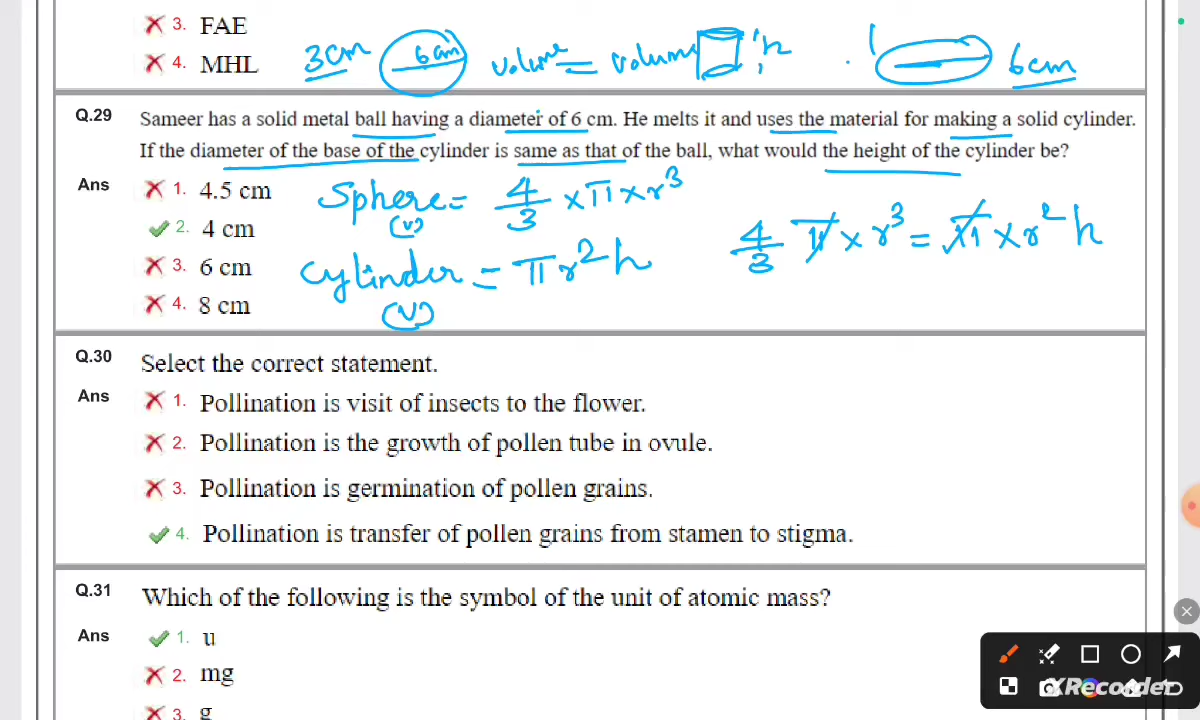 3. FAE
4. MHL
3cm 6cm volume = volume h 6cm
Q.29 Sameer has a solid metal ball having a diameter of 6 cm. He melts it and uses the material for making a solid cylinder.
If the diameter of the base of the cylinder is same as that of the ball, what would the height of the cylinder be?
Ans 1. 4.5 cm
2. 4 cm
3. 6 cm
4. 8 cm
Sphere = 4/3 × π × r³
(v)
Cylinder = πr²h
(v)
4/3 π × r³ = π × r² h
Q.30 Select the correct statement.
Ans 1. Pollination is visit of insects to the flower.
2. Pollination is the growth of pollen tube in ovule.
3. Pollination is germination of pollen grains.
4. Pollination is transfer of pollen grains from stamen to stigma.
Q.31 Which of the following is the symbol of the unit of atomic mass?
Ans 1. u
2. mg
3. g
XRecorder